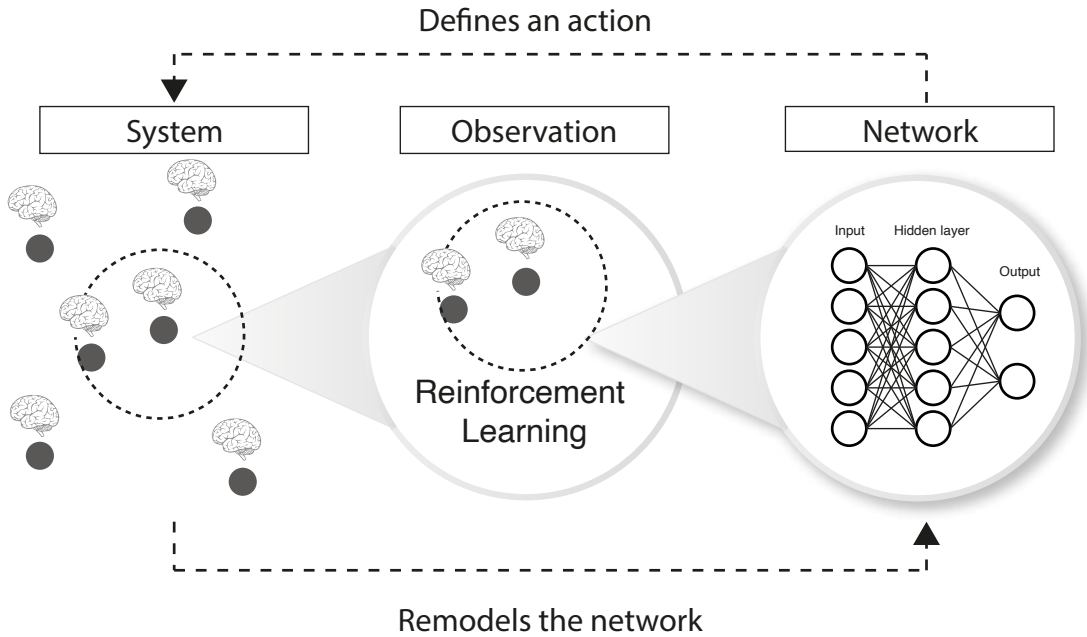 Defines an action
System
Observation
Network
Input
Hidden layer
Output
Reinforcement
Learning
Remodels the network